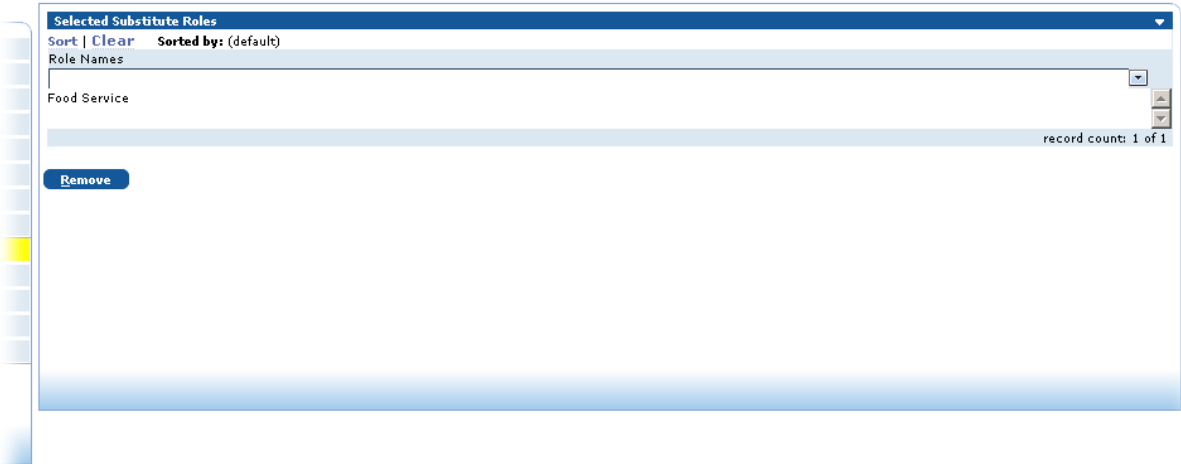 Selected Substitute Roles
Sort | Clear Sorted by: (default)
Role Names
Food Service
record count: 1 of 1
Remove